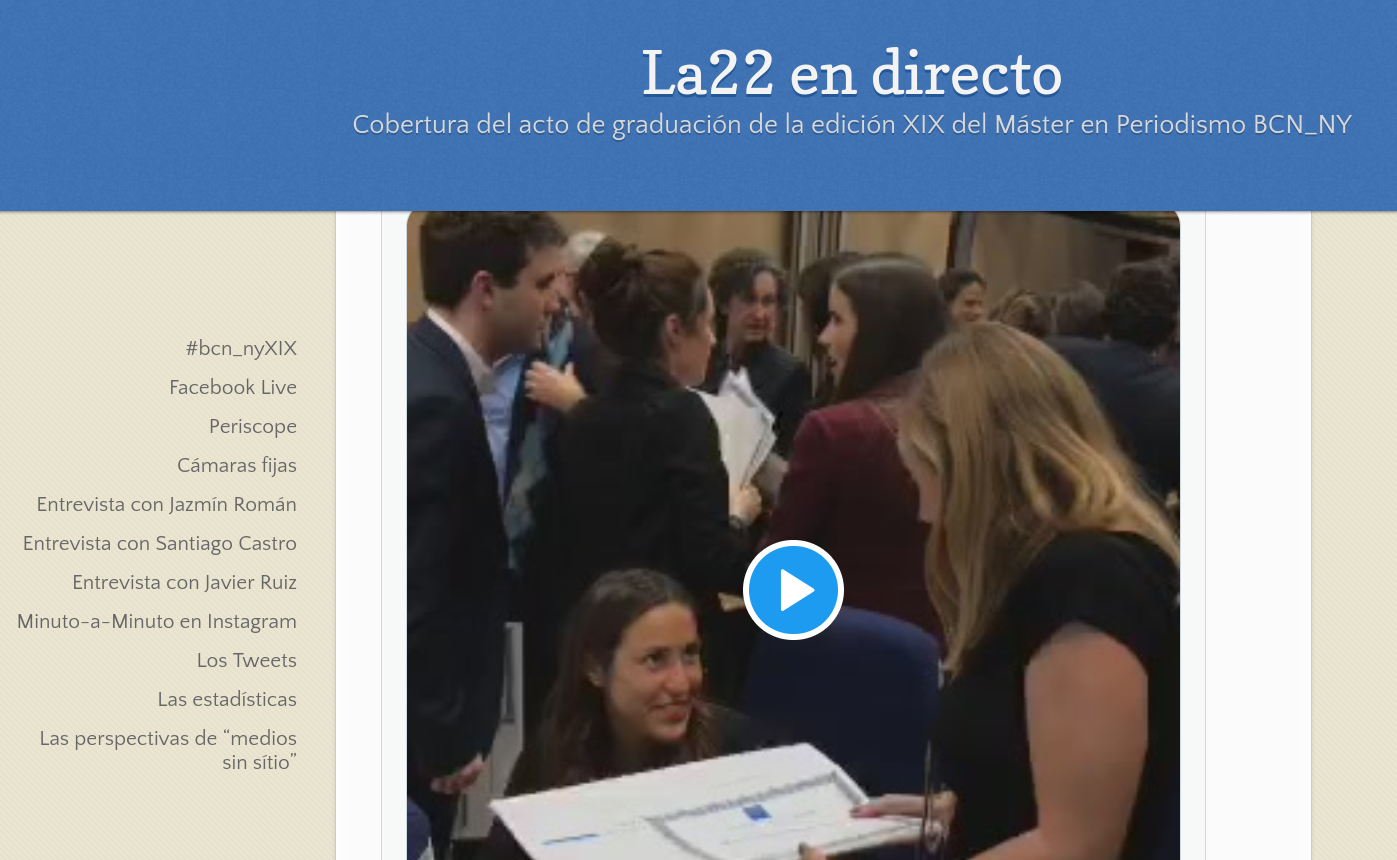 La22 en directo
Cobertura del acto de graduación de la edición XIX del Máster en Periodismo BCN_NY
#bcn_nyXIX
Facebook Live
Periscope
Cámaras fijas
Entrevista con Jazmín Román
Entrevista con Santiago Castro
Entrevista con Javier Ruiz
Minuto-a-Minuto en Instagram
Los Tweets
Las estadísticas
Las perspectivas de “medios
sin sítio”